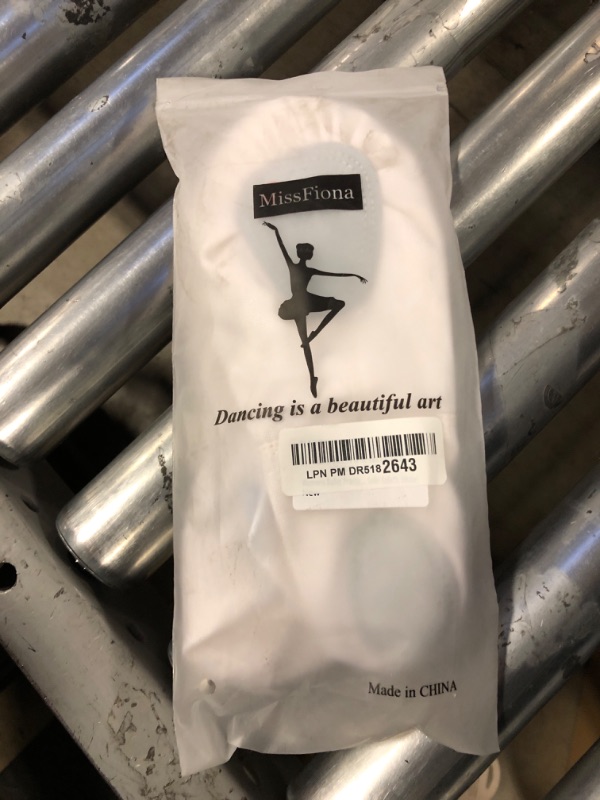 MissFiona
Dancing is a beautiful art
LPN PM DR5182643
Made in CHINA